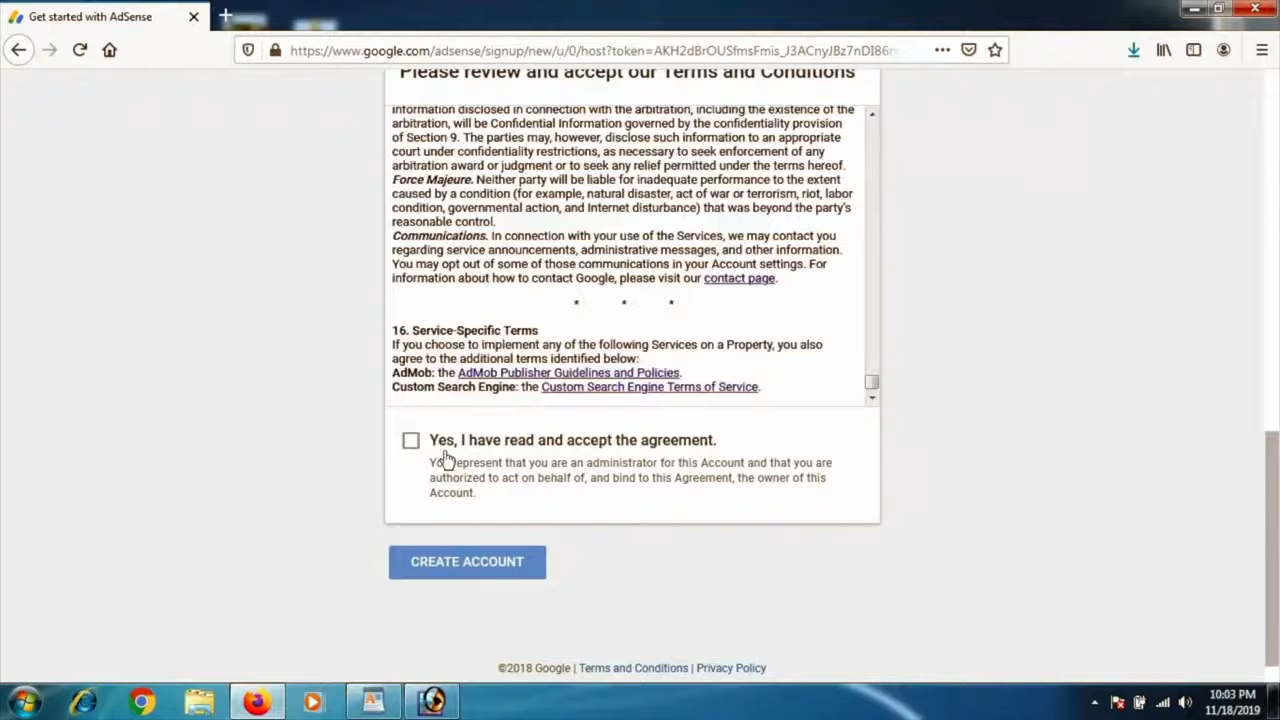 Get started with AdSense
https://www.google.com/adsense/signup/new/u/0/host?token=AKH2dBrOUSfmsFmis_J3ACnyJBz7nDI86n
Please review and accept our Terms and Conditions
information disclosed in connection with the arbitration, including the existence of the
arbitration, will be Confidential Information governed by the confidentiality provision
of Section 9. The parties may, however, disclose such information to an appropriate
court under confidentiality restrictions, as necessary to seek enforcement of any
arbitration award or judgment or to seek any relief permitted under the terms hereof.
Force Majeure. Neither party will be liable for inadequate performance to the extent
caused by a condition (for example, natural disaster, act of war or terrorism, riot, labor
condition, governmental action, and Internet disturbance) that was beyond the party's
reasonable control.
Communications. In connection with your use of the Services, we may contact you
regarding service announcements, administrative messages, and other information.
You may opt out of some of those communications in your Account settings. For
information about how to contact Google, please visit our contact page.
* * *
16. Service-Specific Terms
If you choose to implement any of the following Services on a Property, you also
agree to the additional terms identified below:
AdMob: the AdMob Publisher Guidelines and Policies.
Custom Search Engine: the Custom Search Engine Terms of Service.
Yes, I have read and accept the agreement.
You represent that you are an administrator for this Account and that you are
authorized to act on behalf of, and bind to this Agreement, the owner of this
Account.
CREATE ACCOUNT
©2018 Google | Terms and Conditions | Privacy Policy
10:03 PM
11/18/2019